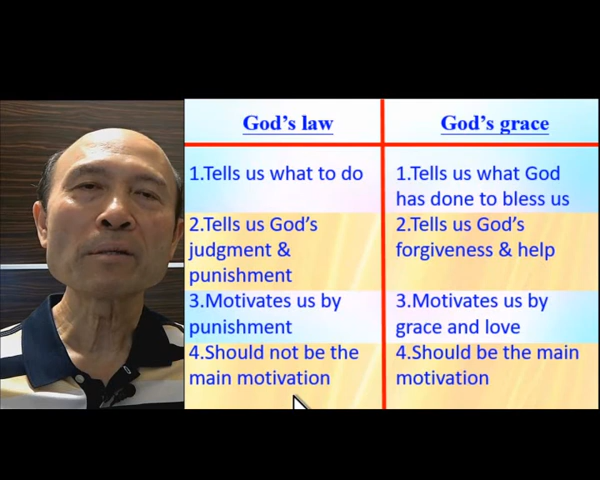 God's law
1.Tells us what to do
2.Tells us God's
judgment &
punishment
3.Motivates us by
punishment
4.Should not be the
main motivation
God's grace
1.Tells us what God
has done to bless us
2.Tells us God's
forgiveness & help
3.Motivates us by
grace and love
4.Should be the main
motivation